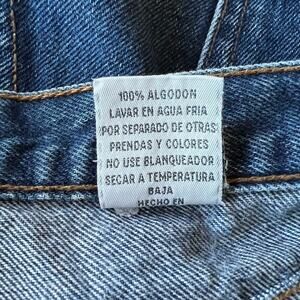 100% ALGODON
LAVAR EN AGUA FRIA
POR SEPARADO DE OTRAS
PRENDAS Y COLORES
NO USE BLANQUEADOR
SECAR A TEMPERATURA
BAJA
HECHO EN